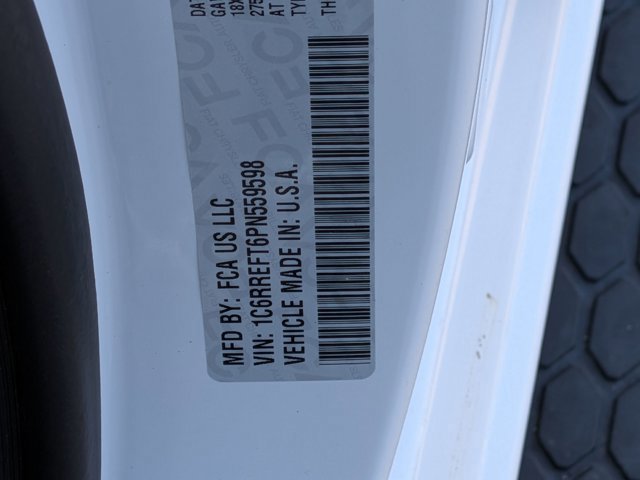 MFD BY: FCA US LLC
VIN: 1C6RREFT6PN559598
VEHICLE MADE IN: U.S.A.